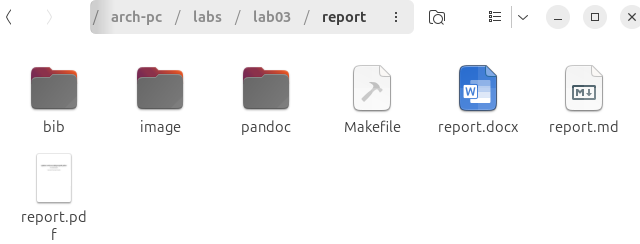 / arch-pc / labs / lab03 / report
bib
image
pandoc
Makefile
report.docx
report.md
report.pd
f